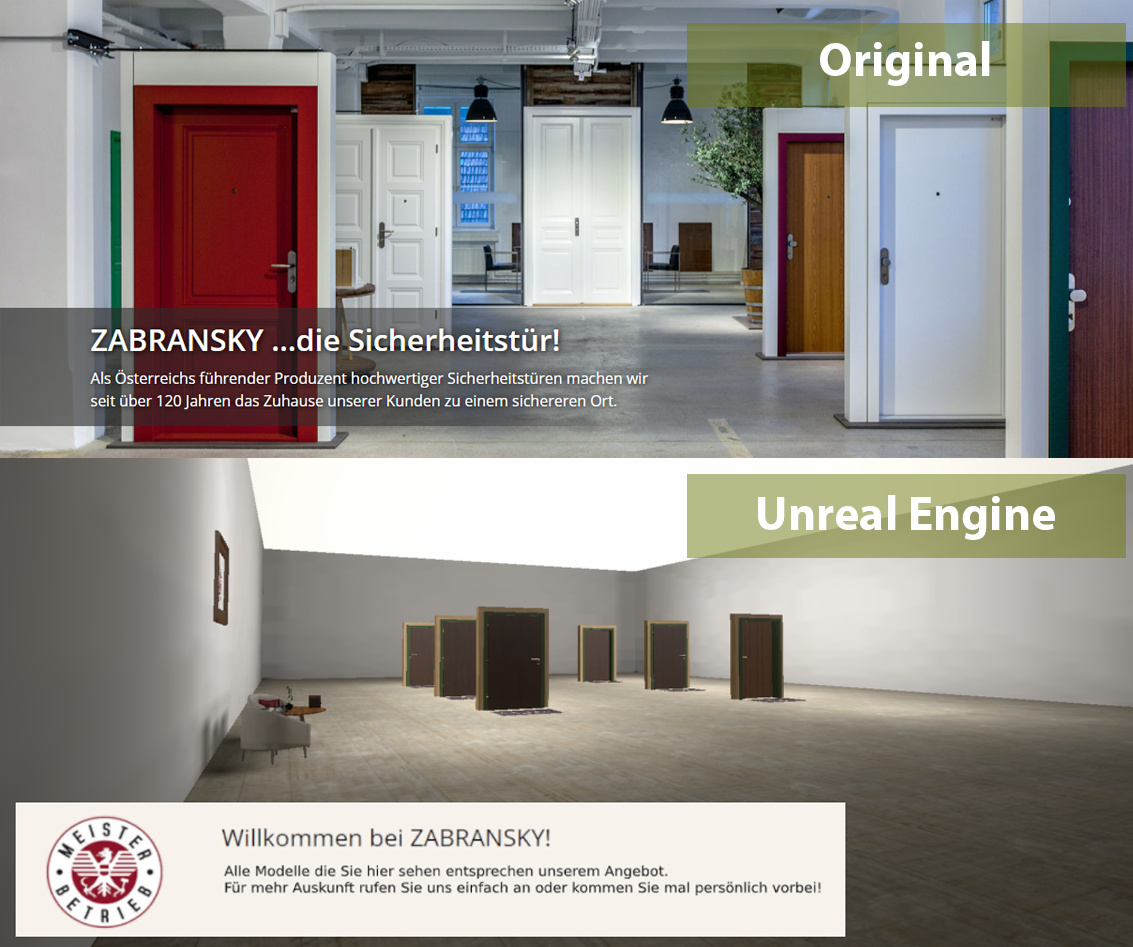 Original
ZABRANSKY ...die Sicherheitstür!
Als Österreichs führender Produzent hochwertiger Sicherheitstüren machen wir
seit über 120 Jahren das Zuhause unserer Kunden zu einem sichereren Ort.
Unreal Engine
MEISTER
BETRIEB
Willkommen bei ZABRANSKY!
Alle Modelle die Sie hier sehen entsprechen unserem Angebot.
Für mehr Auskunft rufen Sie uns einfach an oder kommen Sie mal persönlich vorbei!